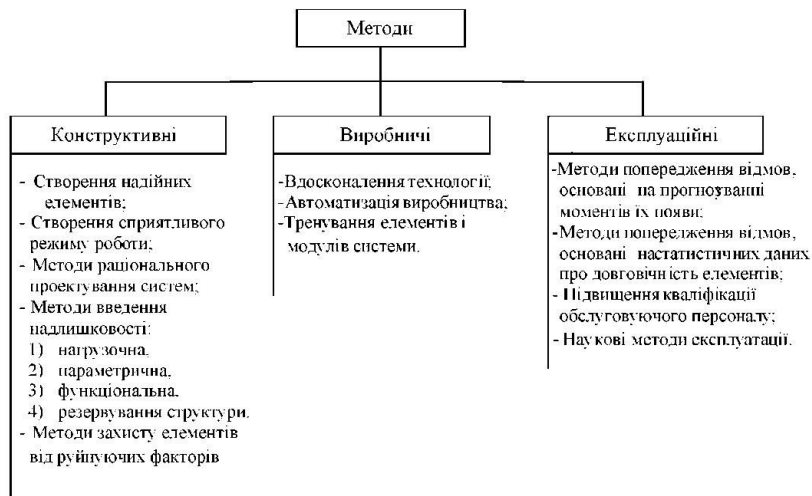 Методи
Конструктивні
- Створення надійних
елементів;
- Створення сприятливого
режиму роботи;
- Методи раціонального
проектування систем;
- Методи введення
надлишковості:
1) нагрузочна,
2) параметрична,
3) функціональна.
4) резервування структури.
- Методи захисту елементів
від руйнуючих факторів
Виробничі
-Вдосконалення технології;
-Автоматизація виробництва;
-Тренування елементів і
модулів системи.
Експлуаційні
-Методи попередження відмов,
основані на прогнозуванні
моментів їх появи;
-Методи попередження відмов,
основані настатистичних даних
про довговічність елементів;
- Підвищення кваліфікації
обслуговуючого персоналу;
- Наукові методи експлуатації.